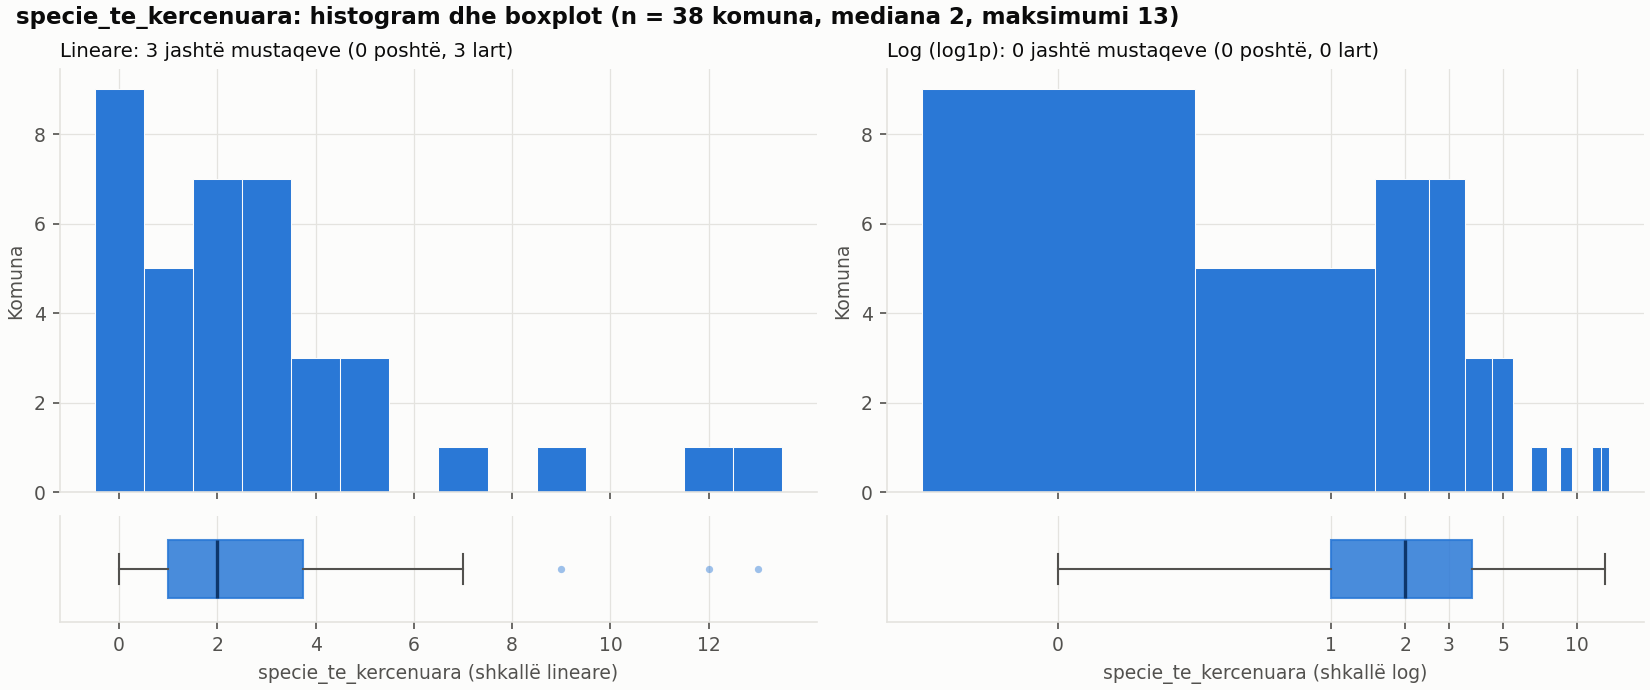 specie_te_kercenuara: histogram dhe boxplot (n = 38 komuna, mediana 2, maksimumi 13)
Lineare: 3 jashtë mustaqeve (0 poshtë, 3 lart)
Komuna
8
6
4
2
0
0 2 4 6 8 10 12
specie_te_kercenuara (shkallë lineare)
Log (log1p): 0 jashtë mustaqeve (0 poshtë, 0 lart)
Komuna
8
6
4
2
0
0 1 2 3 5 10
specie_te_kercenuara (shkallë log)